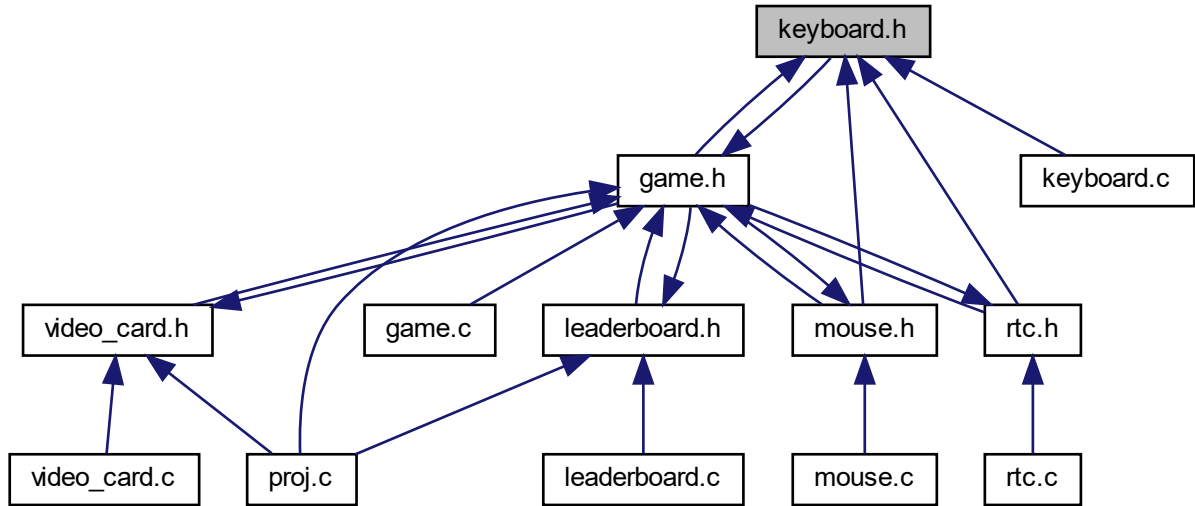 keyboard.h
game.h
keyboard.c
video_card.h
game.c
leaderboard.h
mouse.h
rtc.h
video_card.c
proj.c
leaderboard.c
mouse.c
rtc.c